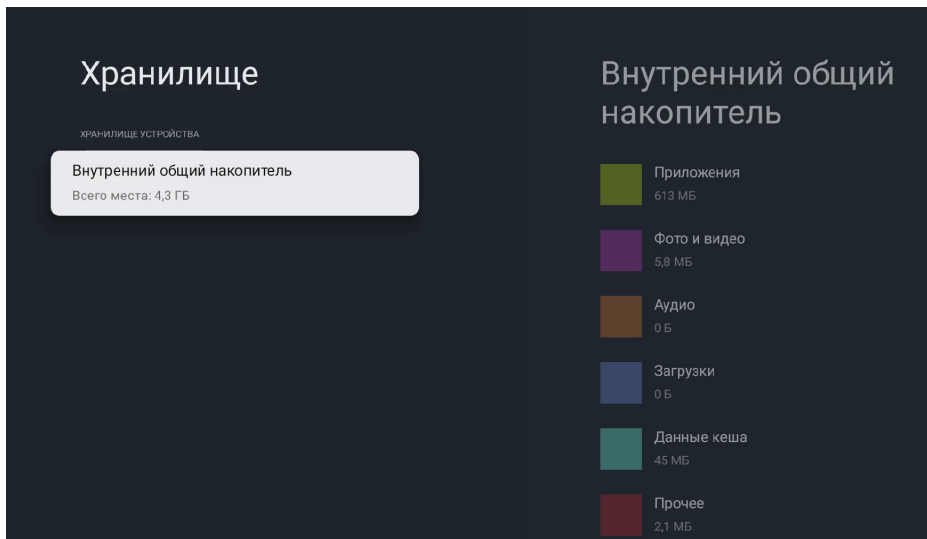 Хранилище
ХРАНИЛИЩЕ УСТРОЙСТВА
Внутренний общий накопитель
Всего места: 4,3 ГБ
Внутренний общий
накопитель
Приложения
613 МБ
Фото и видео
5,8 МБ
Аудио
0 Б
Загрузки
0 Б
Данные кеша
45 МБ
Прочее
2,1 МБ